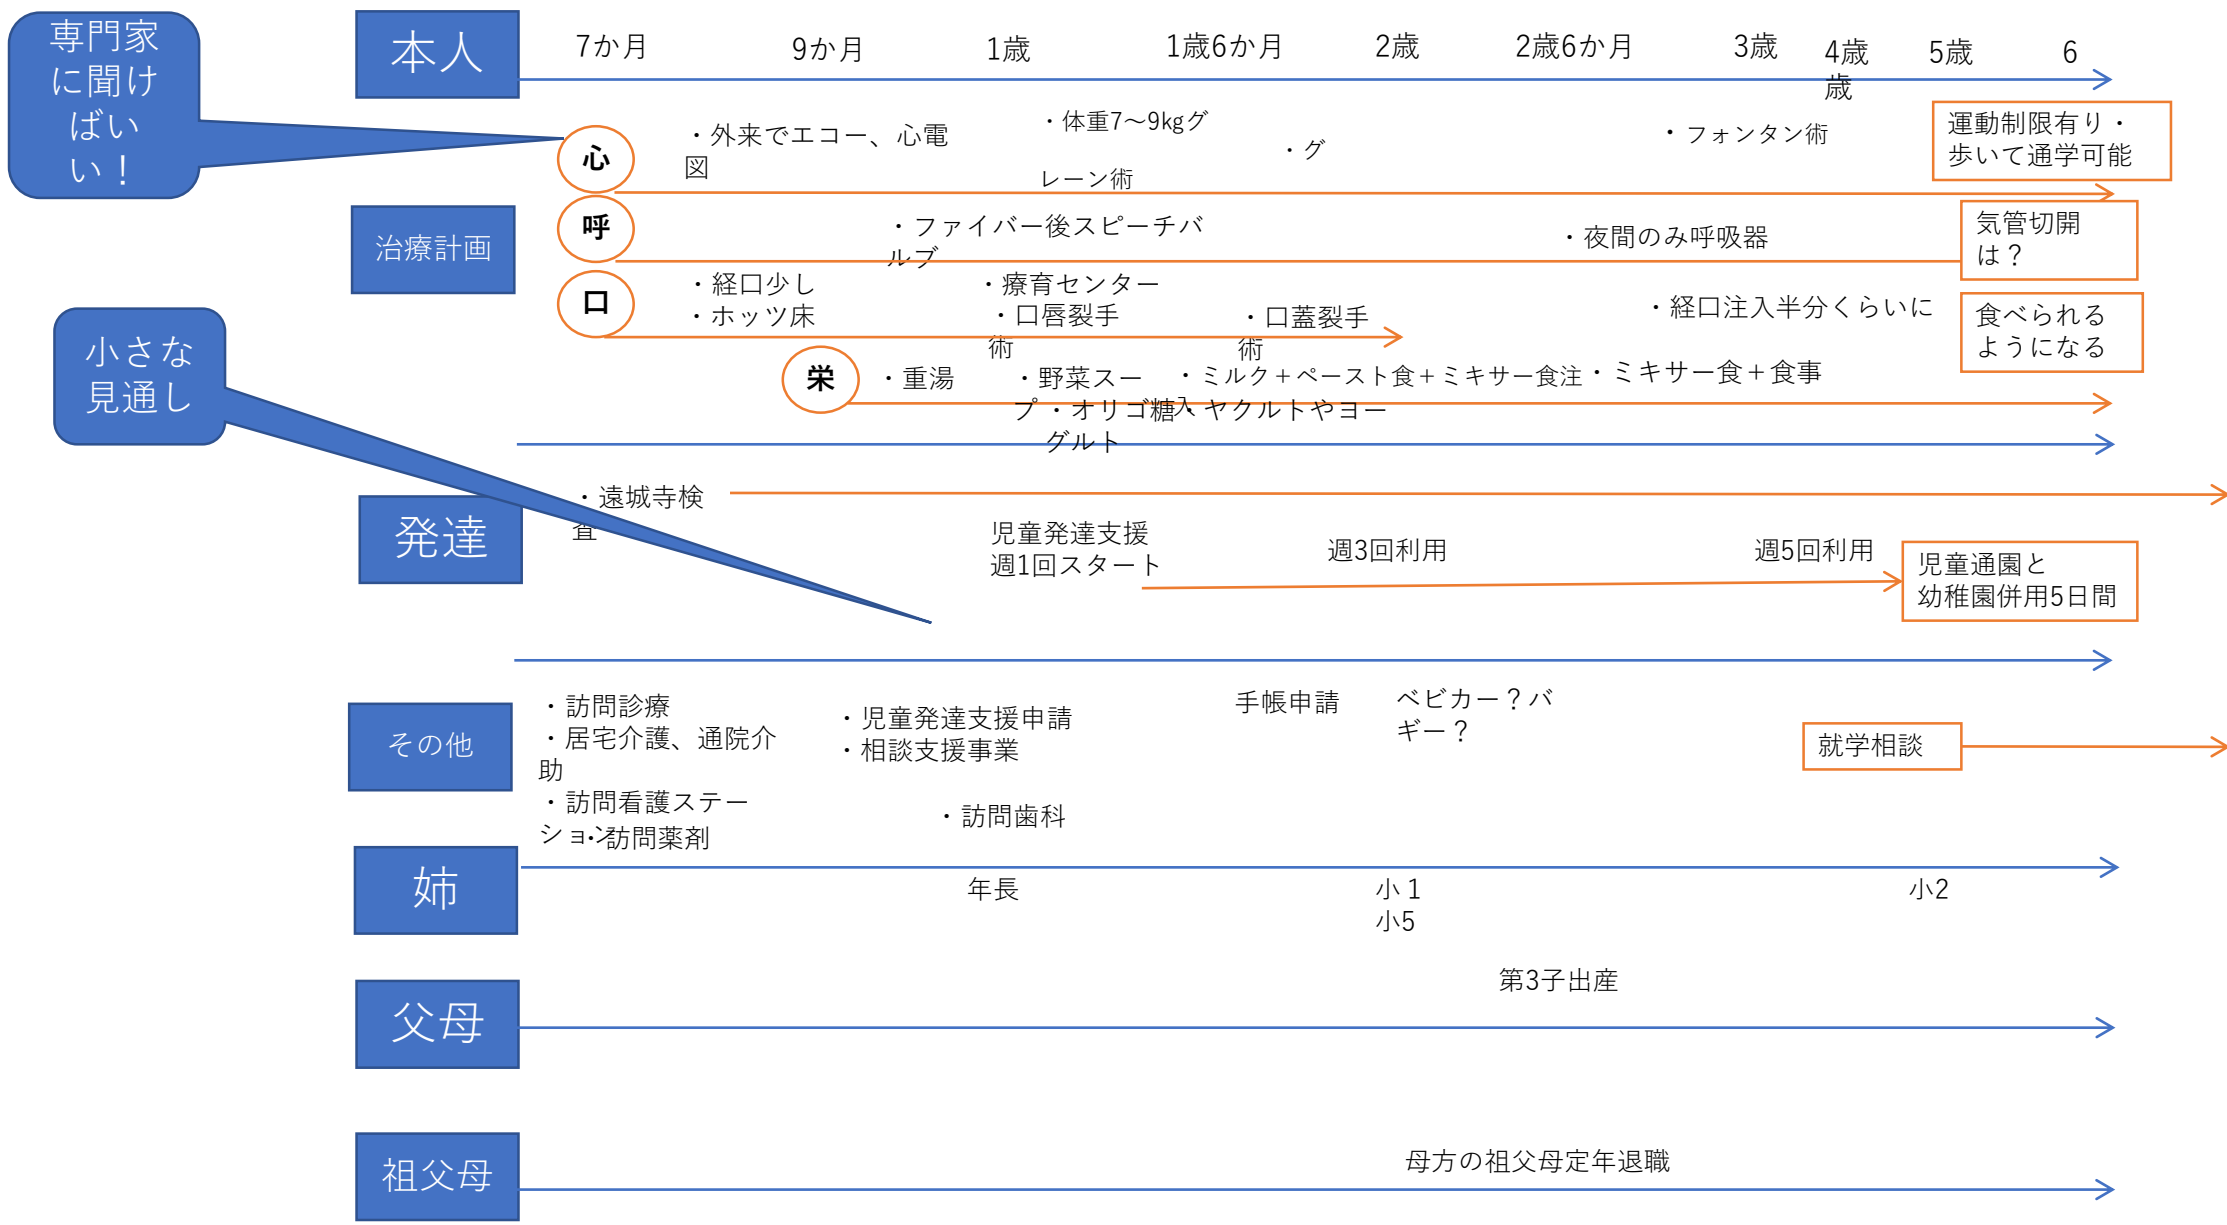 専門家
に聞け
ばい
い！
本人
7か月
9か月
1歳
1歳6か月
2歳
2歳6か月
3歳
4歳
歳
5歳
6
心
・外来でエコー、心電
図
・体重7～9kgグ
レーン術
・グ
・フォンタン術
運動制限有り・
歩いて通学可能
治療計画
呼
・ファイバー後スピーチバ
ルブ
・夜間のみ呼吸器
気管切開
は？
口
・経口少し
・ホッツ床
・療育センター
・口唇裂手
術
・口蓋裂手
術
・経口注入半分くらいに
食べられる
ようになる
小さな
見通し
栄
・重湯
・野菜スー
プ
・オリゴ糖
・ミルク＋ペースト食＋ミキサー食注
入
・ヤクルトやヨー
グルト
・ミキサー食＋食事
発達
・遠城寺検
査
児童発達支援
週1回スタート
週3回利用
週5回利用
児童通園と
幼稚園併用5日間
その他
・訪問診療
・居宅介護、通院介
助
・訪問看護ステー
ション
・訪問薬剤
・児童発達支援申請
・相談支援事業
・訪問歯科
手帳申請
ベビカー？バ
ギー？
就学相談
姉
年長
小１
小5
小2
父母
第3子出産
祖父母
母方の祖父母定年退職